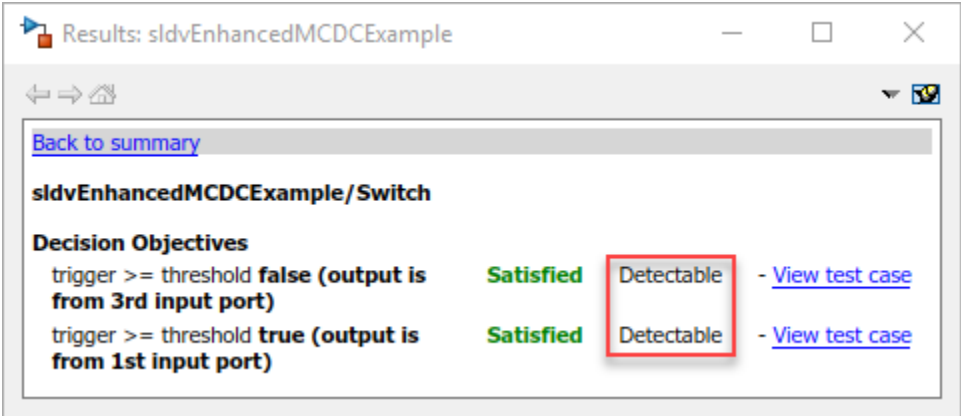 Results: sldvEnhancedMCDCExample
Back to summary
sldvEnhancedMCDCExample/Switch
Decision Objectives
trigger >= threshold false (output is from 3rd input port) Satisfied Detectable - View test case
trigger >= threshold true (output is from 1st input port) Satisfied Detectable - View test case